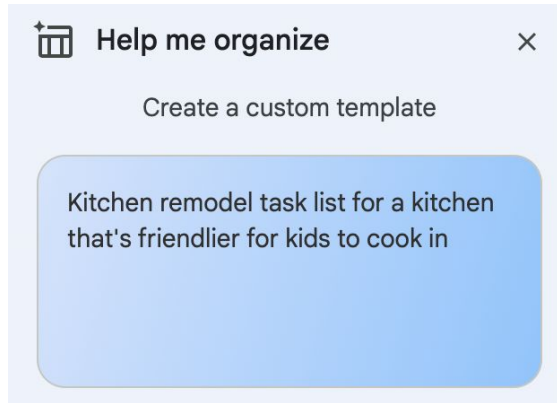 Help me organize
Create a custom template
Kitchen remodel task list for a kitchen
that's friendlier for kids to cook in